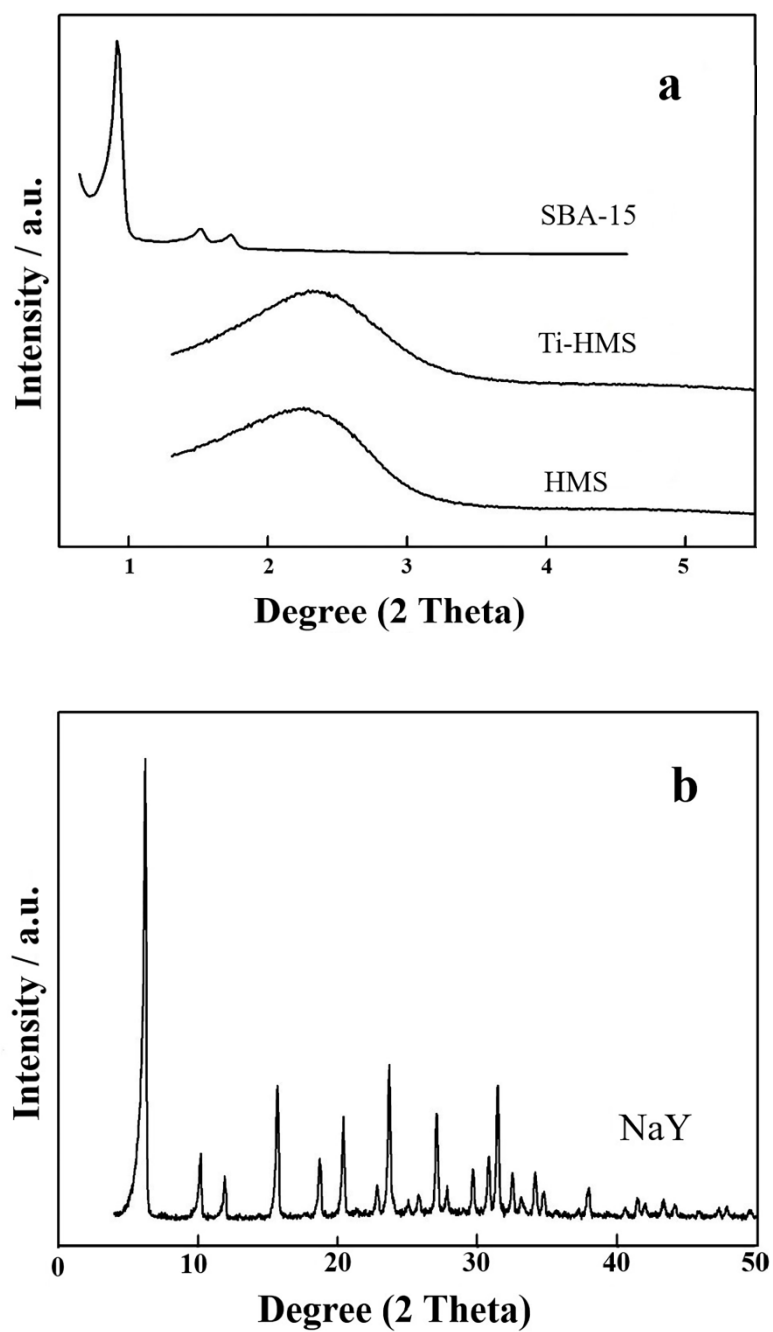 a
SBA-15
Ti-HMS
HMS
Intensity / a.u.
1 2 3 4 5
Degree (2 Theta)
b
NaY
Intensity / a.u.
0 10 20 30 40 50
Degree (2 Theta)